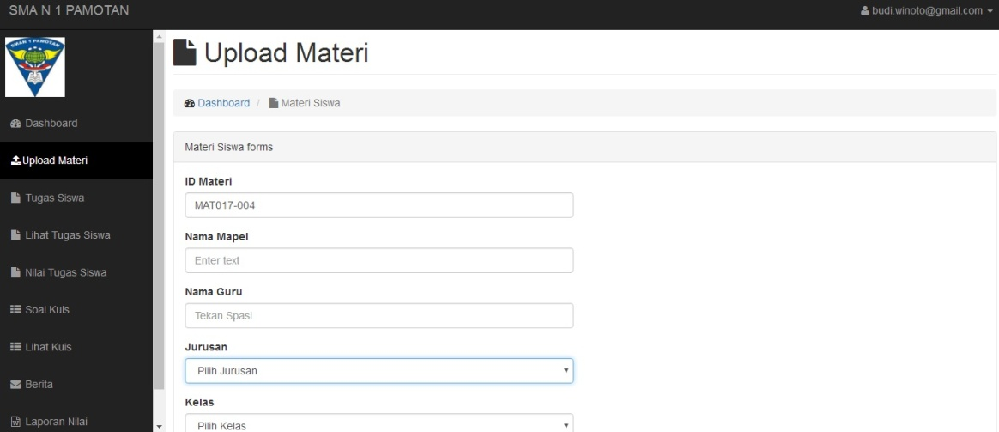 SMA N 1 PAMOTAN
budi.winoto@gmail.com
SMAN 1 PAMOTAN
Dashboard
Upload Materi
Tugas Siswa
Lihat Tugas Siswa
Nilai Tugas Siswa
Soal Kuis
Lihat Kuis
Berita
Laporan Nilai
Upload Materi
Dashboard / Materi Siswa
Materi Siswa forms
ID Materi
MAT017-004
Nama Mapel
Enter text
Nama Guru
Tekan Spasi
Jurusan
Pilih Jurusan
Kelas
Pilih Kelas